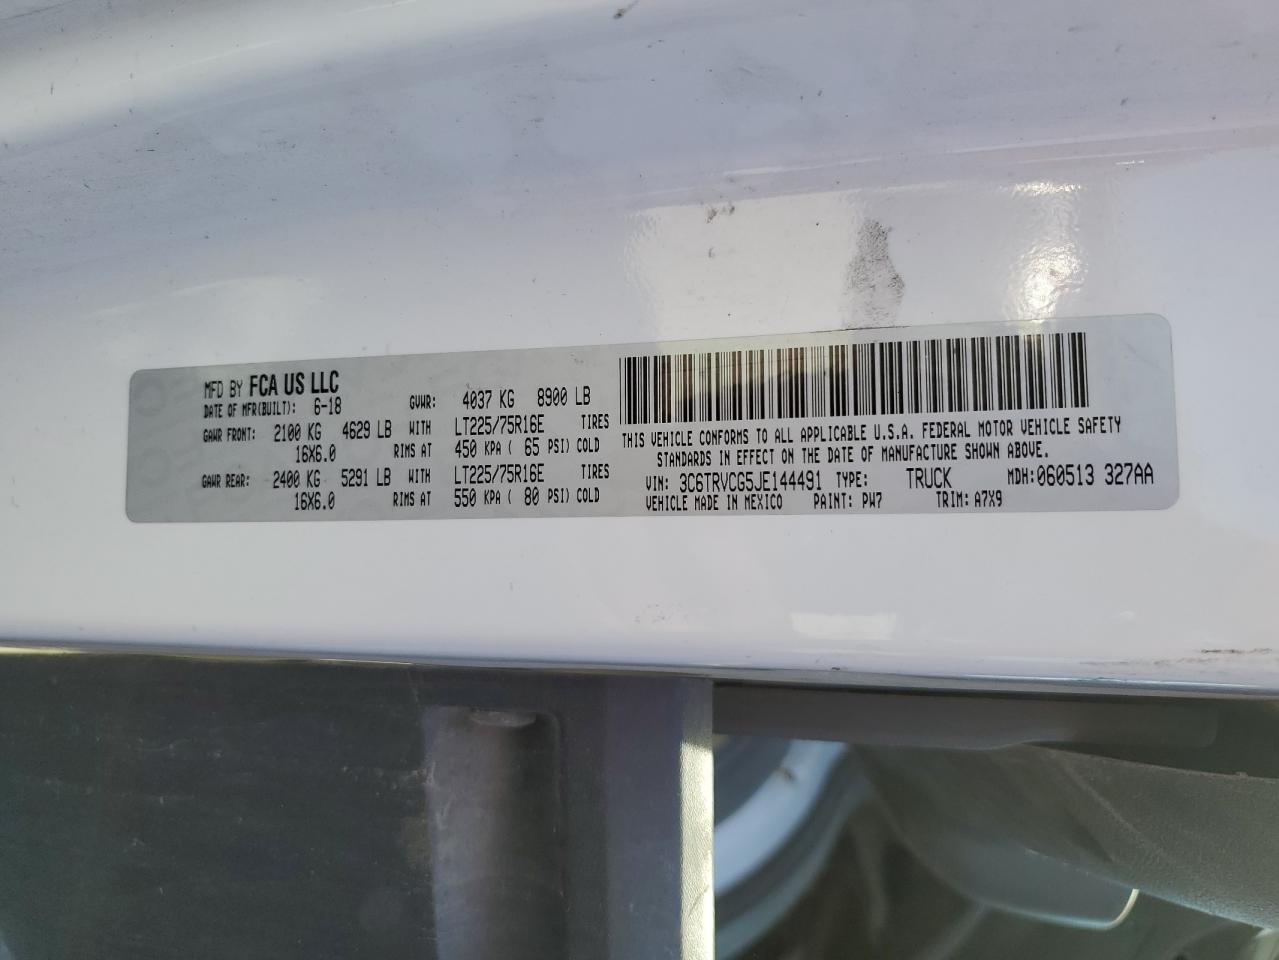 MFD BY FCA US LLC
DATE OF MFR(BUILT): 6-18 GVWR: 4037 KG 8900 LB
GAWR FRONT: 2100 KG 4629 LB WITH LT225/75R16E TIRES
16X6.0 RIMS AT 450 KPA ( 65 PSI) COLD
GAWR REAR: 2400 KG 5291 LB WITH LT225/75R16E TIRES
16X6.0 RIMS AT 550 KPA ( 80 PSI) COLD
THIS VEHICLE CONFORMS TO ALL APPLICABLE U.S.A. FEDERAL MOTOR VEHICLE SAFETY
STANDARDS IN EFFECT ON THE DATE OF MANUFACTURE SHOWN ABOVE.
VIN: 3C6TRVCG5JE144491 TYPE: TRUCK MDH:060513 327AA
VEHICLE MADE IN MEXICO PAINT: PW7 TRIM: A7X9